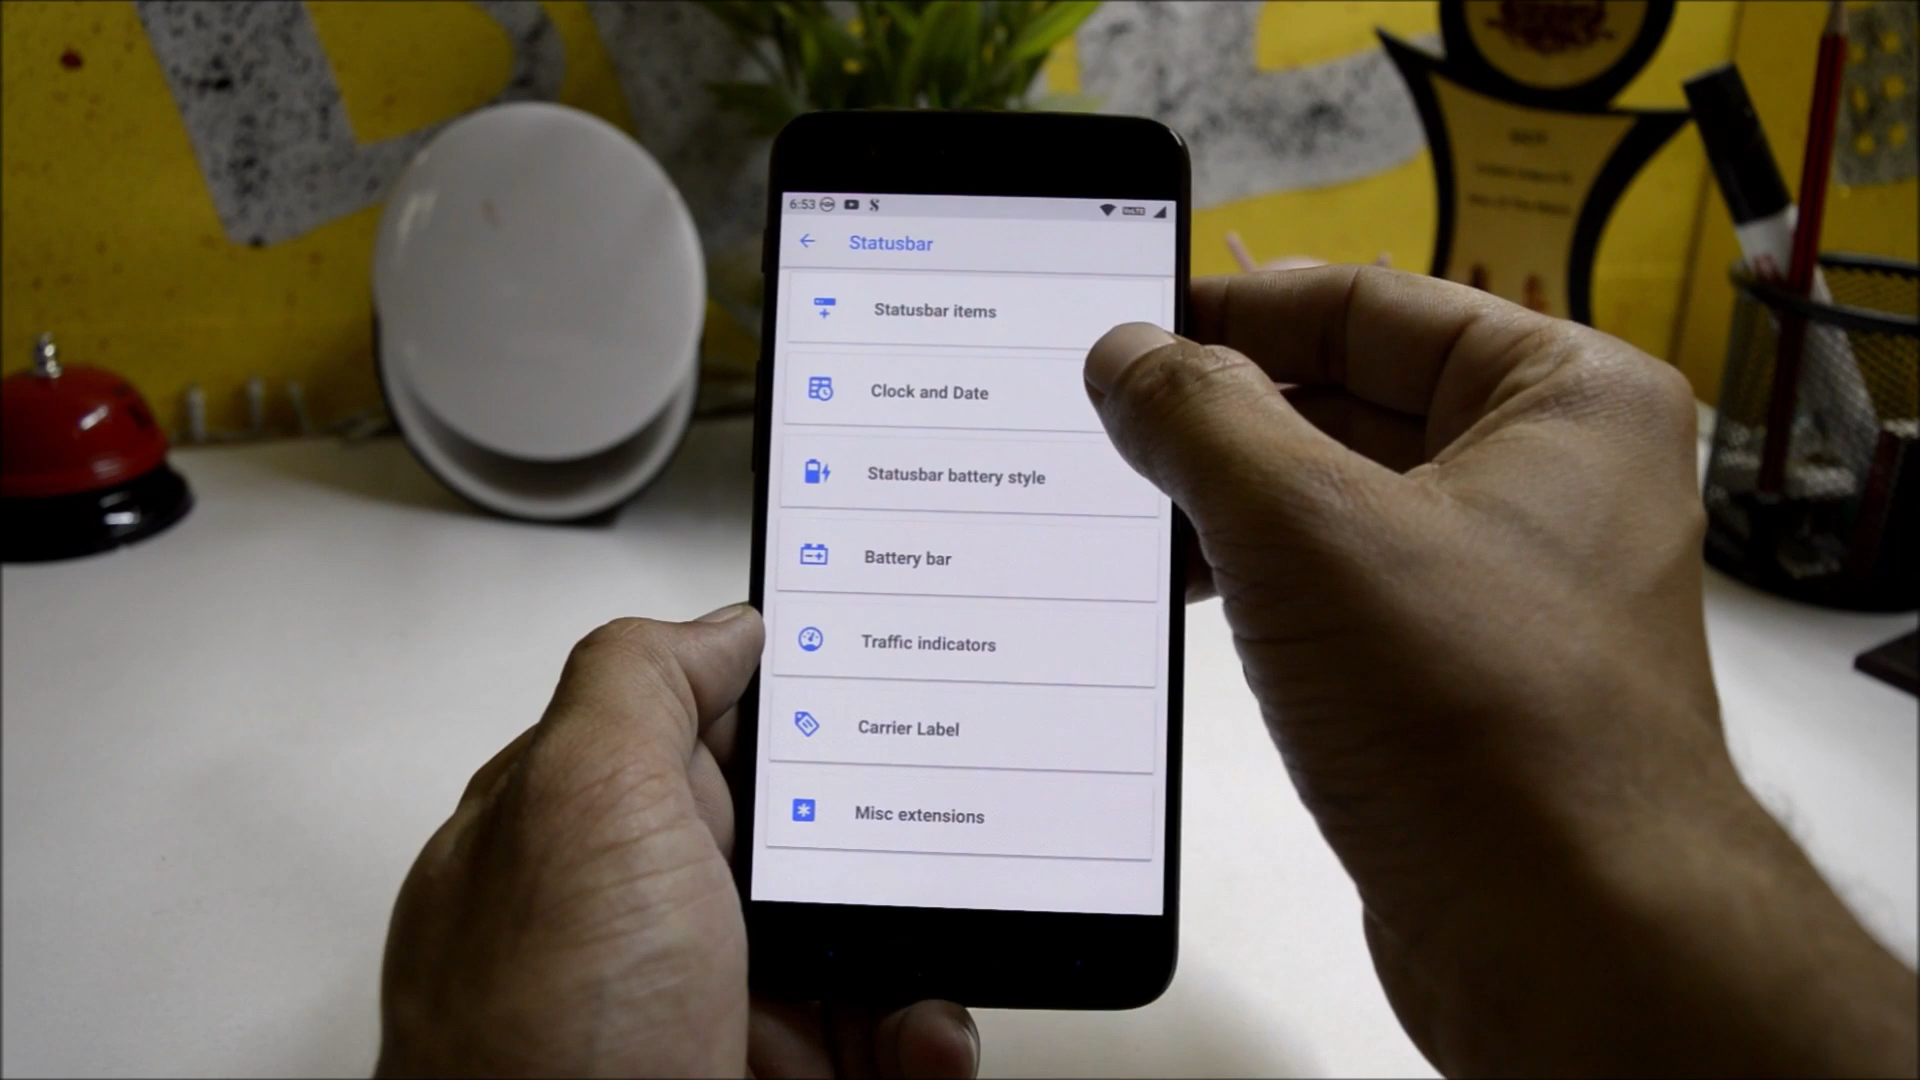 6:53
VoLTE
Statusbar
Statusbar items
Clock and Date
Statusbar battery style
Battery bar
Traffic indicators
Carrier Label
Misc extensions